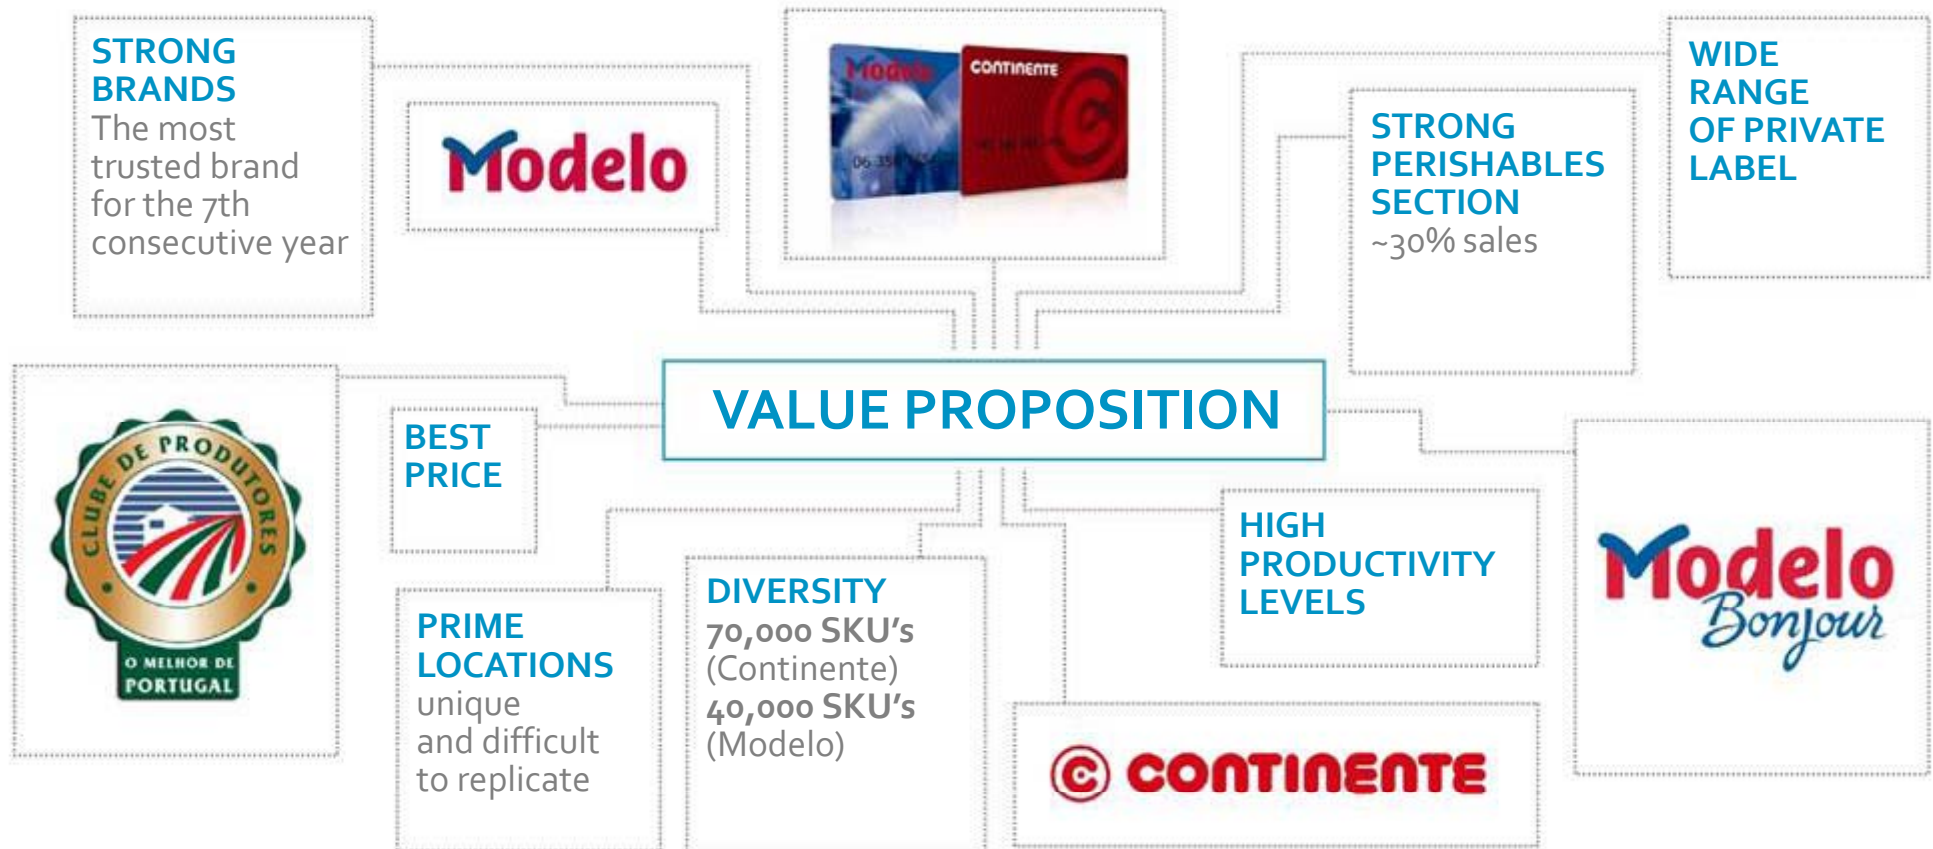 STRONG
BRANDS
The most
trusted brand
for the 7th
consecutive year
Modelo
Modelo
CONTINENTE
STRONG
PERISHABLES
SECTION
~30% sales
WIDE
RANGE
OF PRIVATE
LABEL
VALUE PROPOSITION
CLUBE DE PRODUTORES
O MELHOR DE
PORTUGAL
BEST
PRICE
PRIME
LOCATIONS
unique
and difficult
to replicate
DIVERSITY
70,000 SKU's
(Continente)
40,000 SKU's
(Modelo)
HIGH
PRODUCTIVITY
LEVELS
C CONTINENTE
Modelo
Bonjour